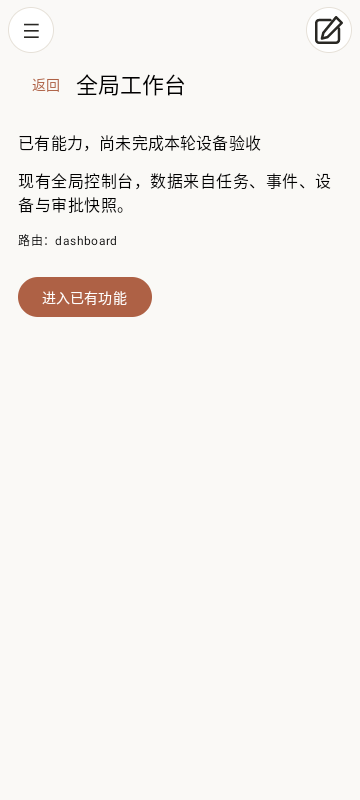 返回 全局工作台
已有能力，尚未完成本轮设备验收
现有全局控制台，数据来自任务、事件、设
备与审批快照。
路由：dashboard
进入已有功能